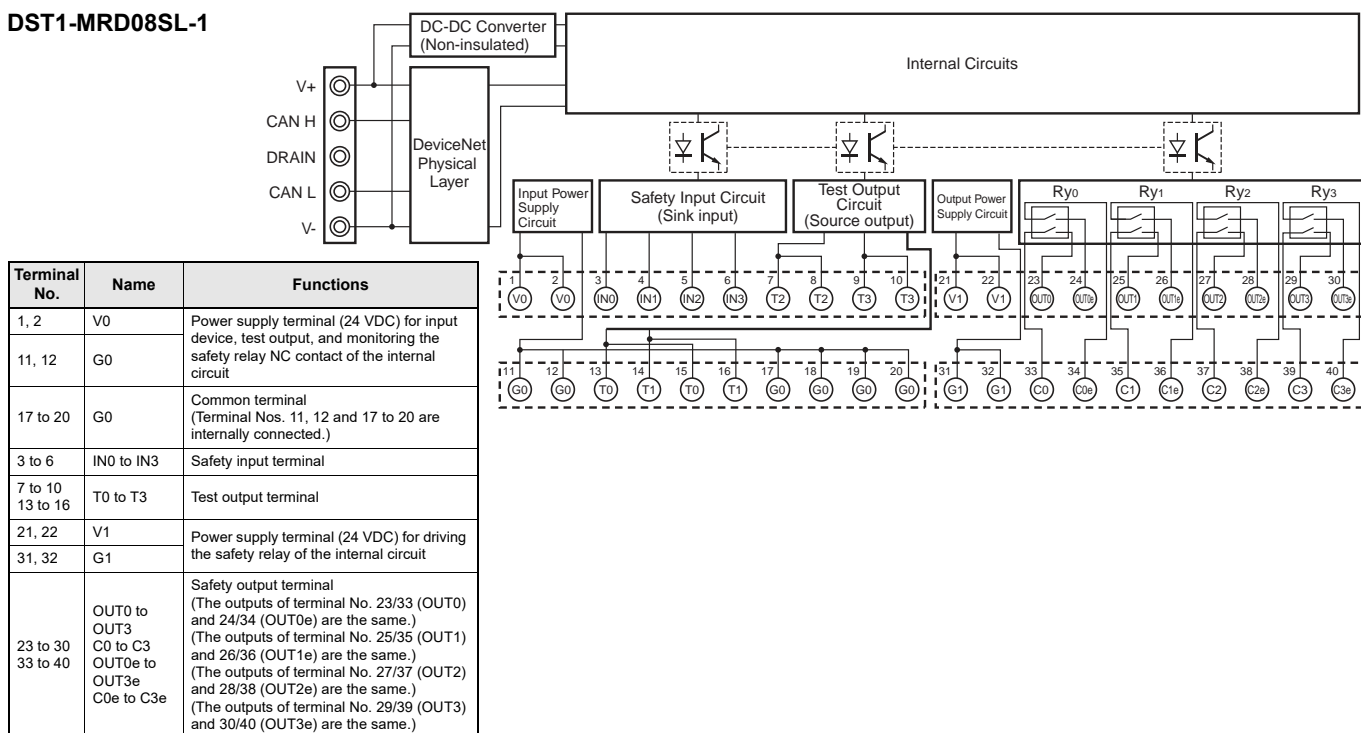 DST1-MRD08SL-1
DC-DC Converter
(Non-insulated)
Internal Circuits
V+
CAN H
DRAIN
CAN L
V-
DeviceNet
Physical
Layer
Input Power
Supply
Circuit
Safety Input Circuit
(Sink input)
Test Output
Circuit
(Source output)
Output Power
Supply Circuit
Ry0 Ry1 Ry2 Ry3
1 2 3 4 5 6 7 8 9 10 21 22 23 24 25 26 27 28 29 30
V0 V0 IN0 IN1 IN2 IN3 T2 T2 T3 T3 V1 V1 OUT0 OUT0e OUT1 OUT1e OUT2 OUT2e OUT3 OUT3e
11 12 13 14 15 16 17 18 19 20 31 32 33 34 35 36 37 38 39 40
G0 G0 T0 T1 T0 T1 G0 G0 G0 G0 G1 G1 C0 C0e C1 C1e C2 C2e C3 C3e
Terminal
No.
Name
Functions
1, 2
V0
Power supply terminal (24 VDC) for input
device, test output, and monitoring the
safety relay NC contact of the internal
circuit
11, 12
G0
17 to 20
G0
Common terminal
(Terminal Nos. 11, 12 and 17 to 20 are
internally connected.)
3 to 6
IN0 to IN3
Safety input terminal
7 to 10
13 to 16
T0 to T3
Test output terminal
21, 22
V1
Power supply terminal (24 VDC) for driving
the safety relay of the internal circuit
31, 32
G1
23 to 30
33 to 40
OUT0 to
OUT3
C0 to C3
OUT0e to
OUT3e
C0e to C3e
Safety output terminal
(The outputs of terminal No. 23/33 (OUT0)
and 24/34 (OUT0e) are the same.)
(The outputs of terminal No. 25/35 (OUT1)
and 26/36 (OUT1e) are the same.)
(The outputs of terminal No. 27/37 (OUT2)
and 28/38 (OUT2e) are the same.)
(The outputs of terminal No. 29/39 (OUT3)
and 30/40 (OUT3e) are the same.)